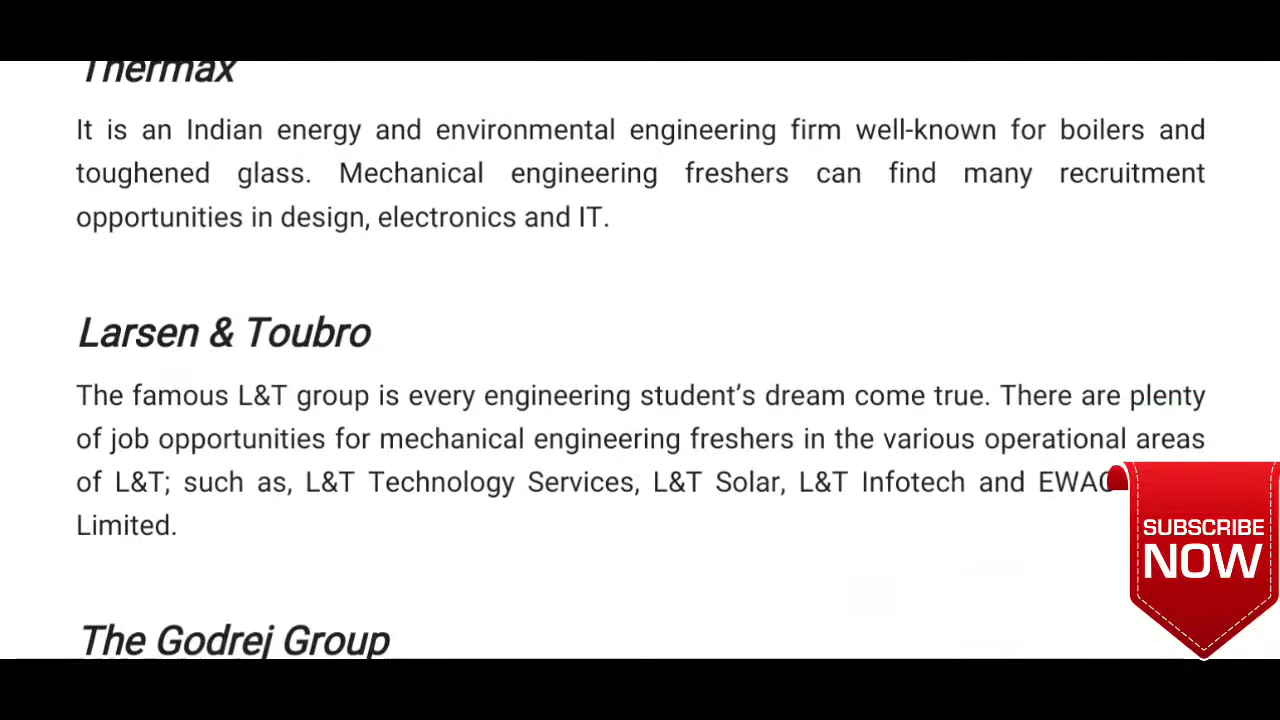 Thermax
It is an Indian energy and environmental engineering firm well-known for boilers and
toughened glass. Mechanical engineering freshers can find many recruitment
opportunities in design, electronics and IT.
Larsen & Toubro
The famous L&T group is every engineering student’s dream come true. There are plenty
of job opportunities for mechanical engineering freshers in the various operational areas
of L&T; such as, L&T Technology Services, L&T Solar, L&T Infotech and
Limited.
SUBSCRIBE
NOW
The Godrej Group